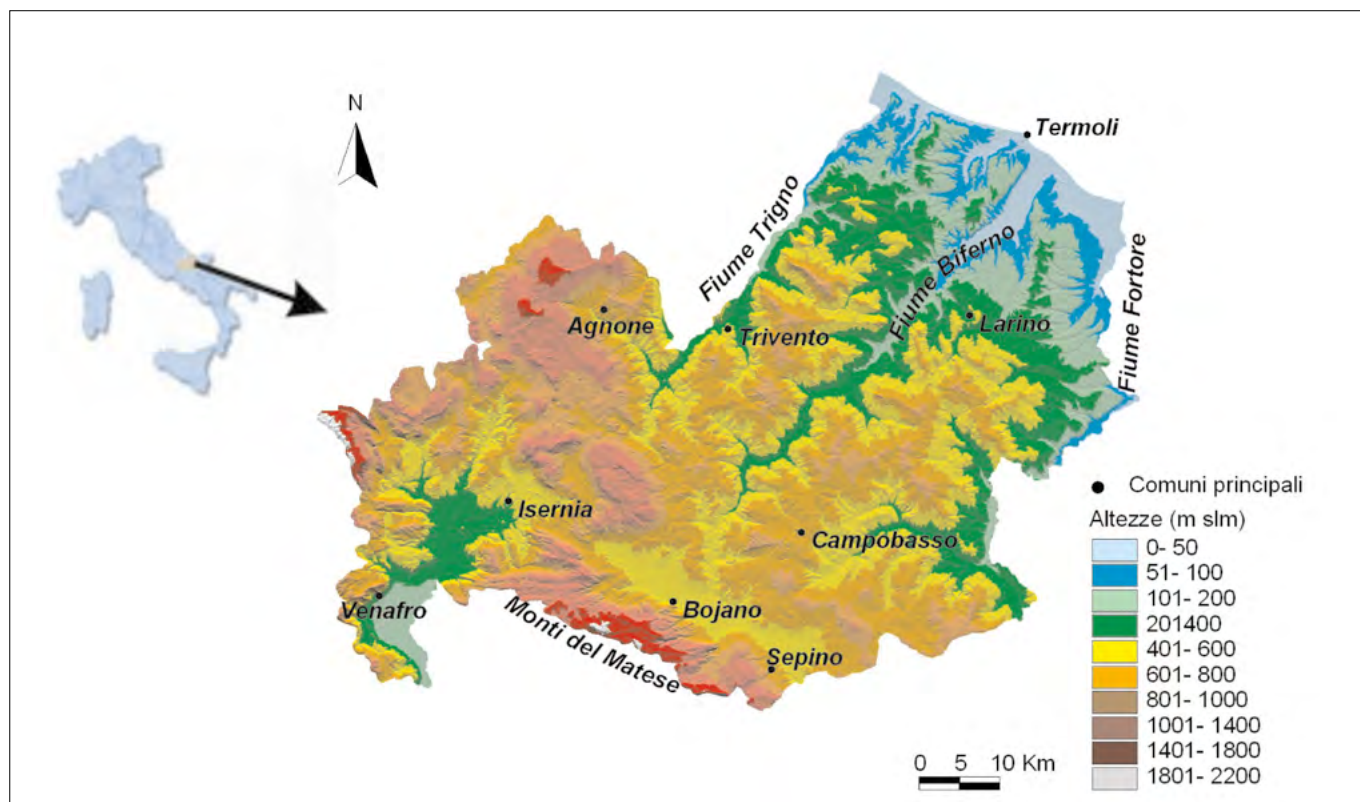 N
Termoli
Fiume Trigno
Fiume Biferno
Fiume Fortore
Agnone
Trivento
Larino
Isernia
Campobasso
Venafro
Bojano
Monti del Matese
Sepino
Comuni principali
Altezze (m slm)
0- 50
51- 100
101- 200
201400
401- 600
601- 800
801- 1000
1001- 1400
1401- 1800
1801- 2200
0 5 10 Km